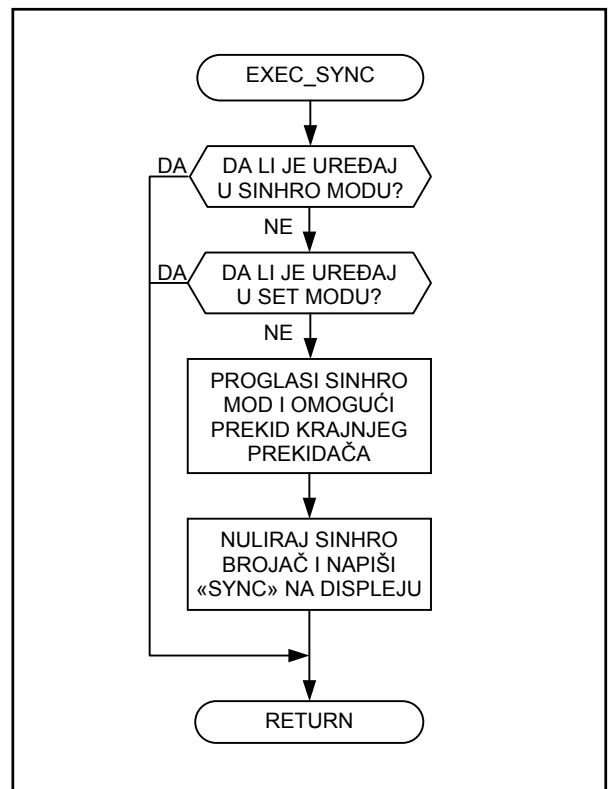 EXEC_SYNC
DA
DA LI JE UREĐAJ
U SINHRO MODU?
NE
DA
DA LI JE UREĐAJ
U SET MODU?
NE
PROGLASI SINHRO
MOD I OMOGUĆI
PREKID KRAJNJEG
PREKIDAČA
NULIRAJ SINHRO
BROJAČ I NAPIŠI
«SYNC» NA DISPLEJU
RETURN